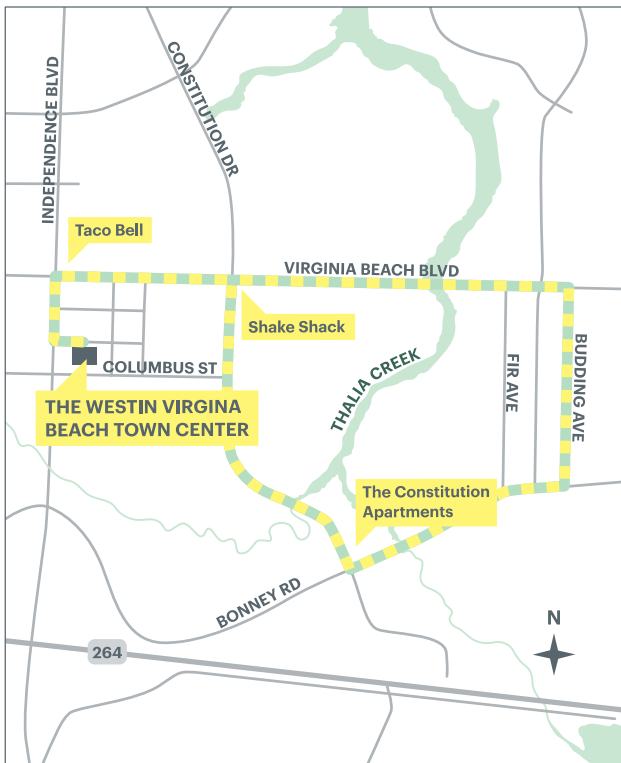 CONSTITUTION DR
INDEPENDENCE BLVD
Taco Bell
VIRGINIA BEACH BLVD
Shake Shack
COLUMBUS ST
THALIA CREEK
FIR AVE
BUDDING AVE
THE WESTIN VIRGINA
BEACH TOWN CENTER
The Constitution
Apartments
BONNEY RD
N
264